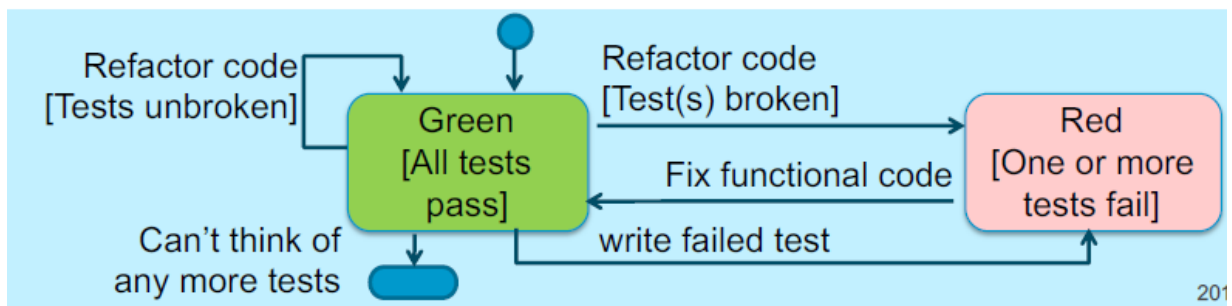 Refactor code
[Tests unbroken]
Refactor code
[Test(s) broken]
Green
[All tests
pass]
Red
[One or more
tests fail]
Fix functional code
Can't think of
any more tests
write failed test
201